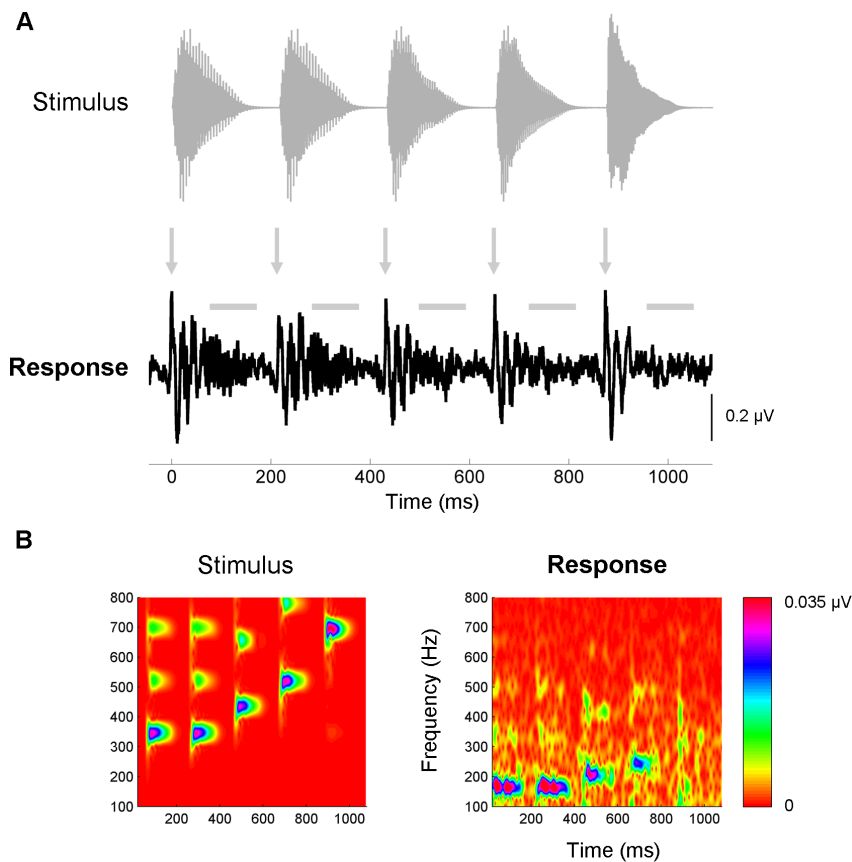 A
Stimulus
Response
0.2 µV
0 200 400 600 800 1000
Time (ms)
B
Stimulus
Response
800
700
600
500
400
300
200
100
200 400 600 800 1000
Frequency (Hz)
800
700
600
500
400
300
200
100
200 400 600 800 1000
Time (ms)
0.035 µV
0